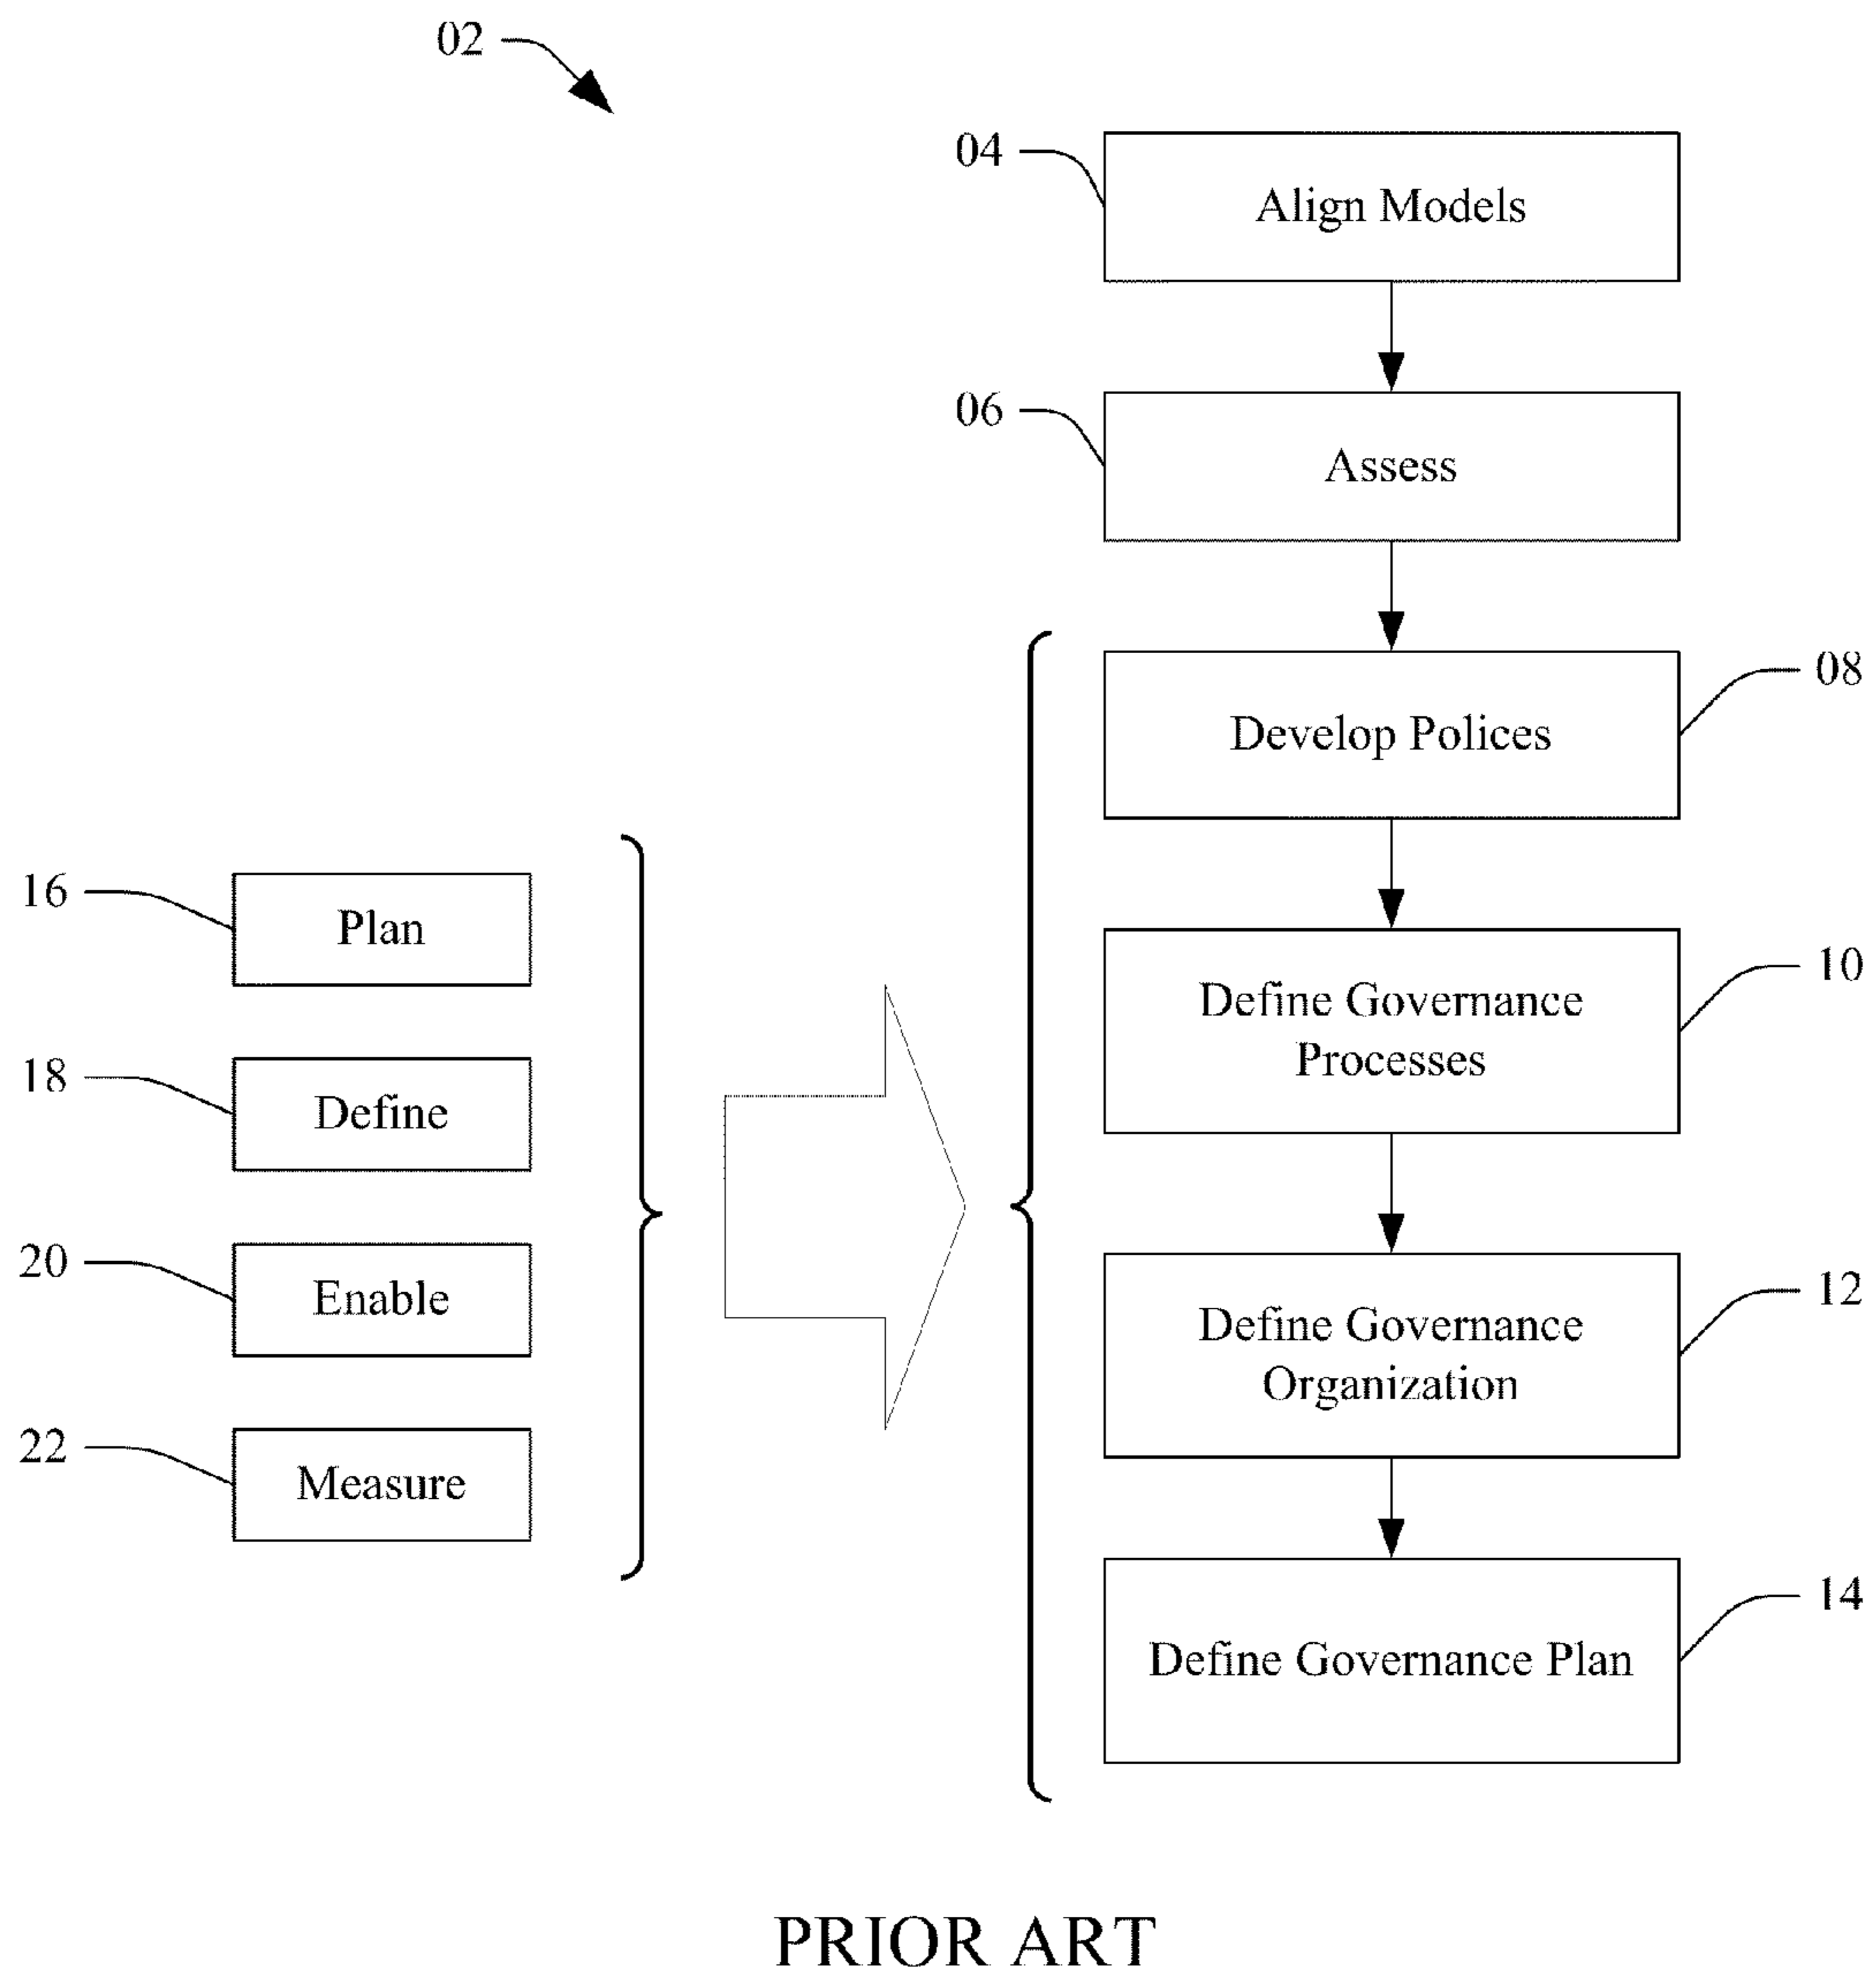 02
04
Align Models
06
Assess
08
Develop Polices
16
Plan
10
Define Governance
Processes
18
Define
20
Enable
12
Define Governance
Organization
22
Measure
14
Define Governance Plan
PRIOR ART